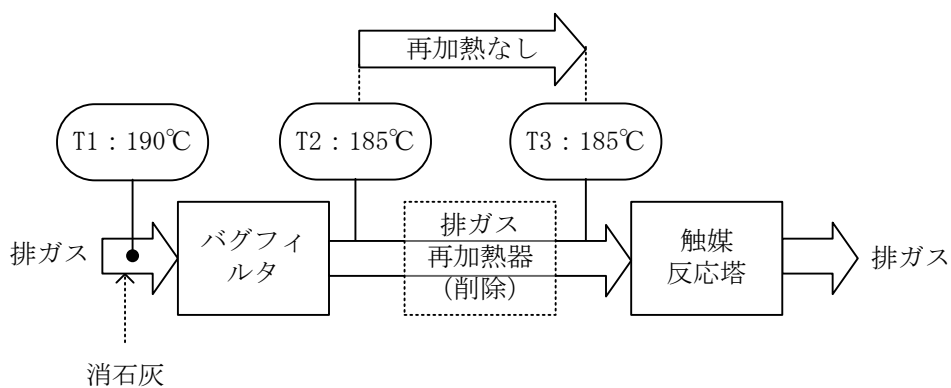 再加熱なし
T1：190℃
T2：185℃
T3：185℃
排ガス
バグフィ
ルタ
排ガス
再加熱器
(削除)
触媒
反応塔
排ガス
消石灰